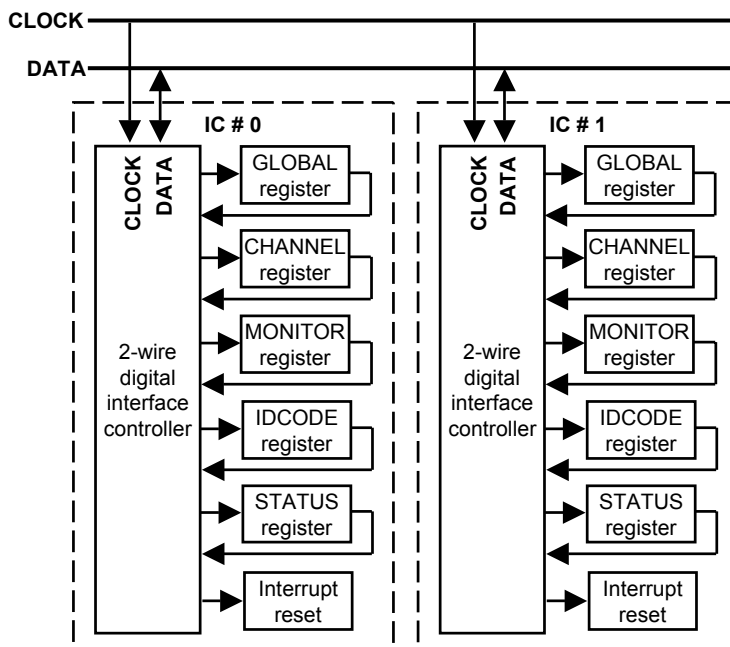 CLOCK
DATA
IC # 0
IC # 1
CLOCK
DATA
GLOBAL
register
CHANNEL
register
MONITOR
register
2-wire
digital
interface
controller
IDCODE
register
STATUS
register
Interrupt
reset
CLOCK
DATA
GLOBAL
register
CHANNEL
register
MONITOR
register
2-wire
digital
interface
controller
IDCODE
register
STATUS
register
Interrupt
reset